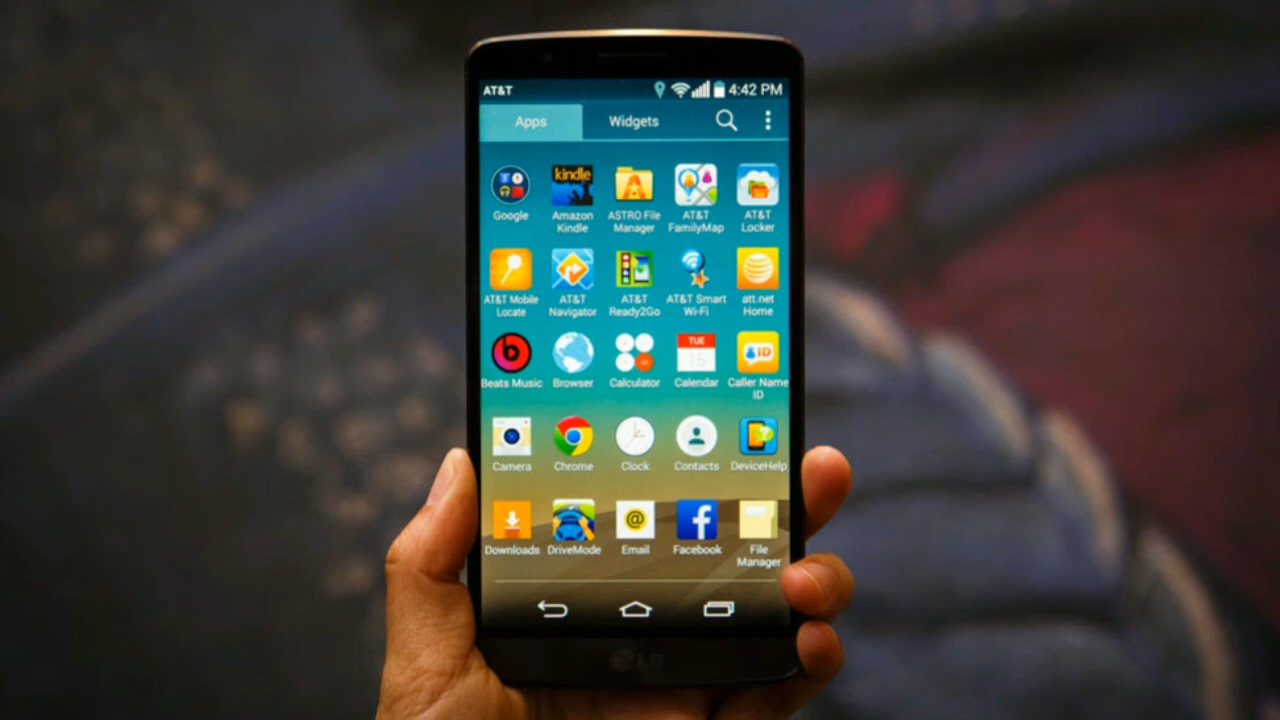 AT&T 4:42 PM
Apps Widgets
kindle
Google Amazon ASTRO File AT&T AT&T
Kindle Manager FamilyMap Locker
AT&T Mobile AT&T AT&T AT&T Smart att.net
Locate Navigator Ready2Go Wi-Fi Home
TUE
16
iD
Beats Music Browser Calculator Calendar Caller Name
ID
Camera Chrome Clock Contacts DeviceHelp
@ f
Downloads DriveMode Email Facebook File
Manager
LG